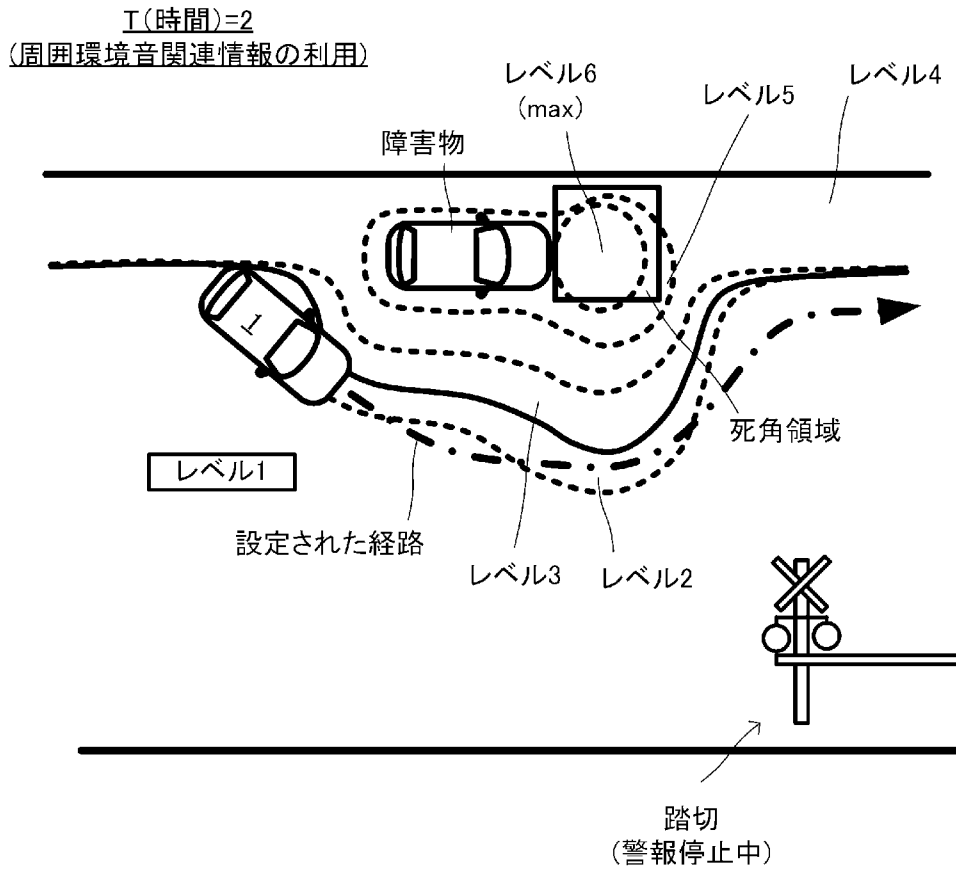 T(時間)=2
(周囲環境音関連情報の利用)
レベル6
(max)
レベル5
レベル4
障害物
1
死角領域
レベル1
設定された経路
レベル3
レベル2
踏切
(警報停止中)